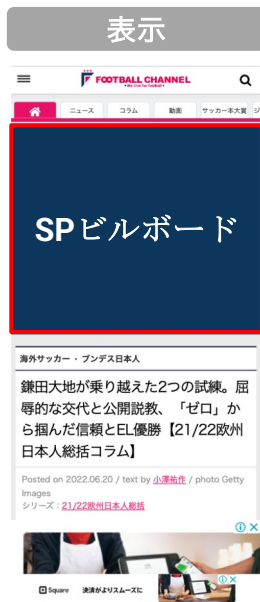 表示
FOOTBALL CHANNEL
• We Live for Football •
ニュース
コラム
動画
サッカー本大賞
ジ
SPビルボード
海外サッカー ・ ブンデス日本人
鎌田大地が乗り越えた2つの試練。屈
辱的な交代と公開説教、「ゼロ」か
ら掴んだ信頼とEL優勝【21/22欧州
日本人総括コラム】
Posted on 2022.06.20 / text by 小澤祐作 / photo Getty
Images
シリーズ：21/22欧州日本人総括
Square
決済がよりスムーズに